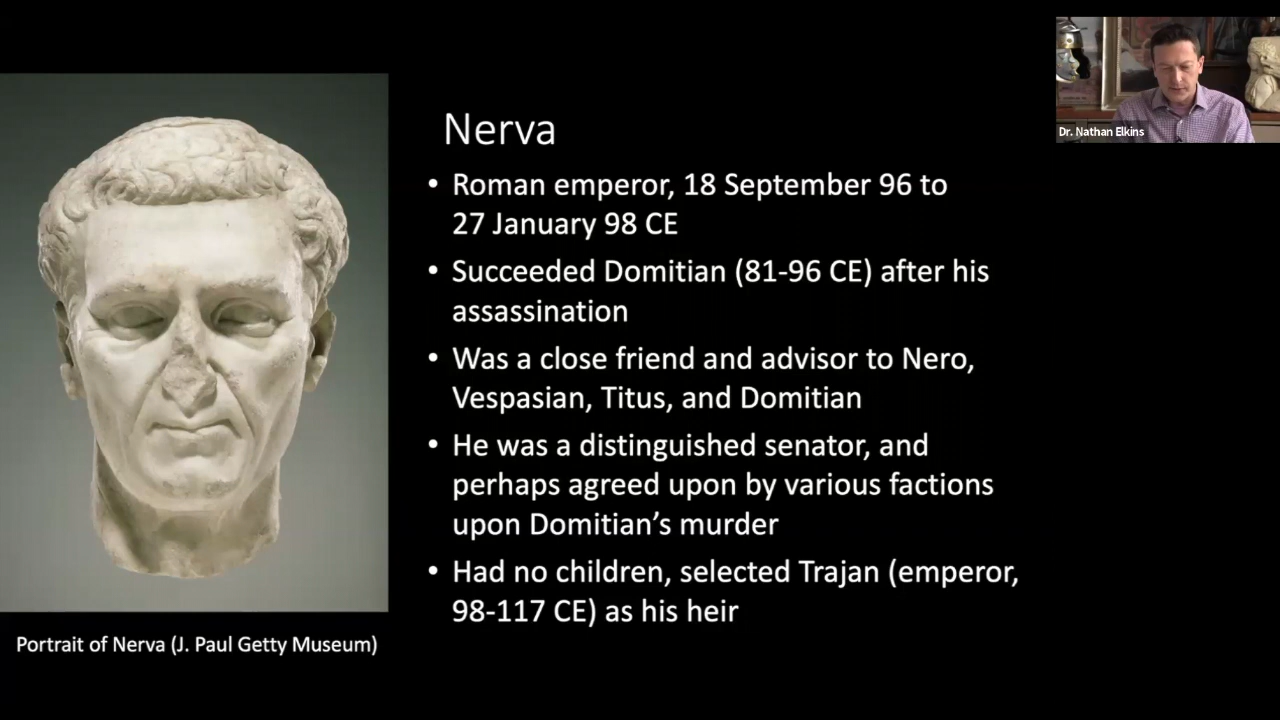 Nerva
• Roman emperor, 18 September 96 to
27 January 98 CE
• Succeeded Domitian (81-96 CE) after his
assassination
• Was a close friend and advisor to Nero,
Vespasian, Titus, and Domitian
• He was a distinguished senator, and
perhaps agreed upon by various factions
upon Domitian’s murder
• Had no children, selected Trajan (emperor,
98-117 CE) as his heir
Portrait of Nerva (J. Paul Getty Museum)
Dr. Nathan Elkins